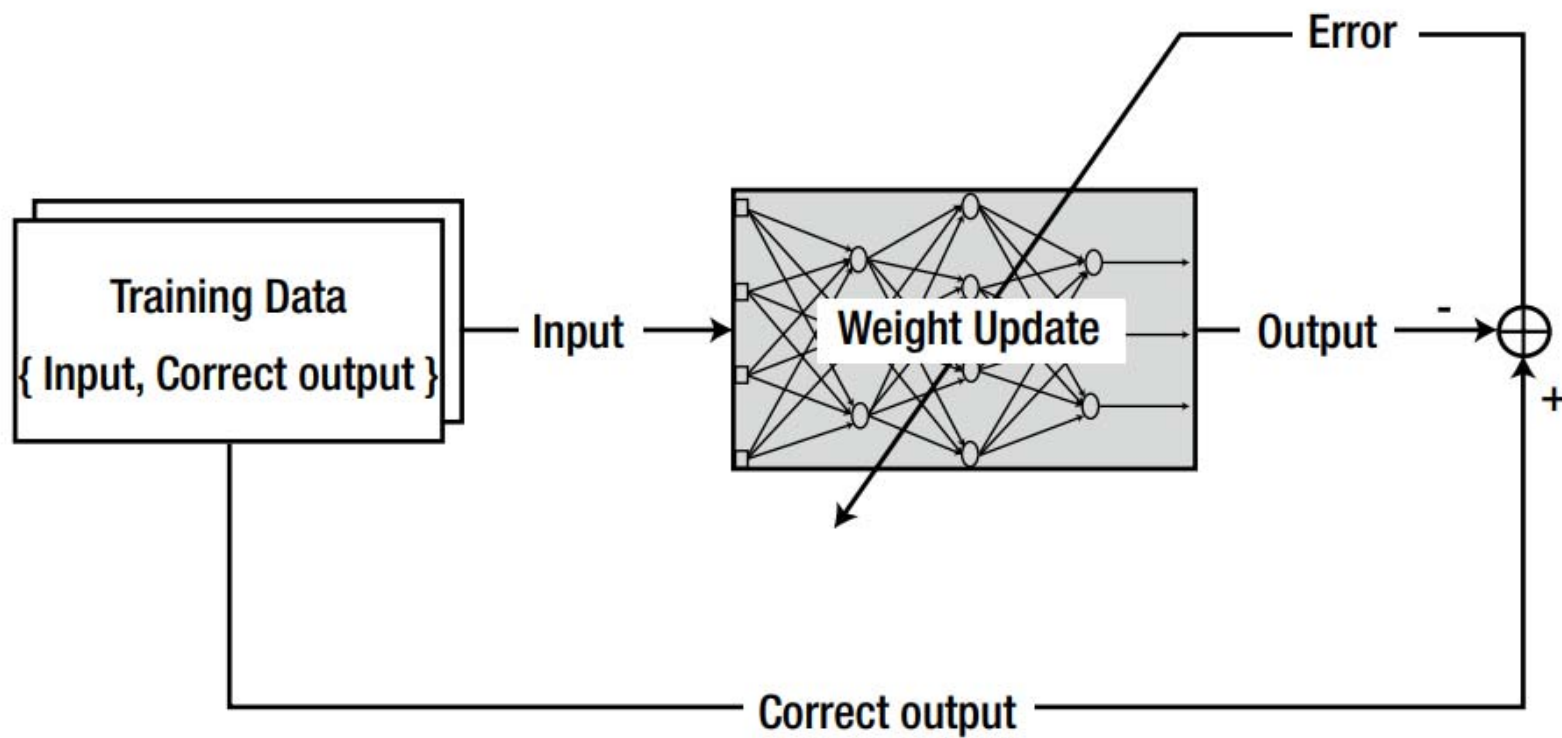 Error
Training Data
{ Input, Correct output }
Input
Weight Update
Output
-
+
Correct output